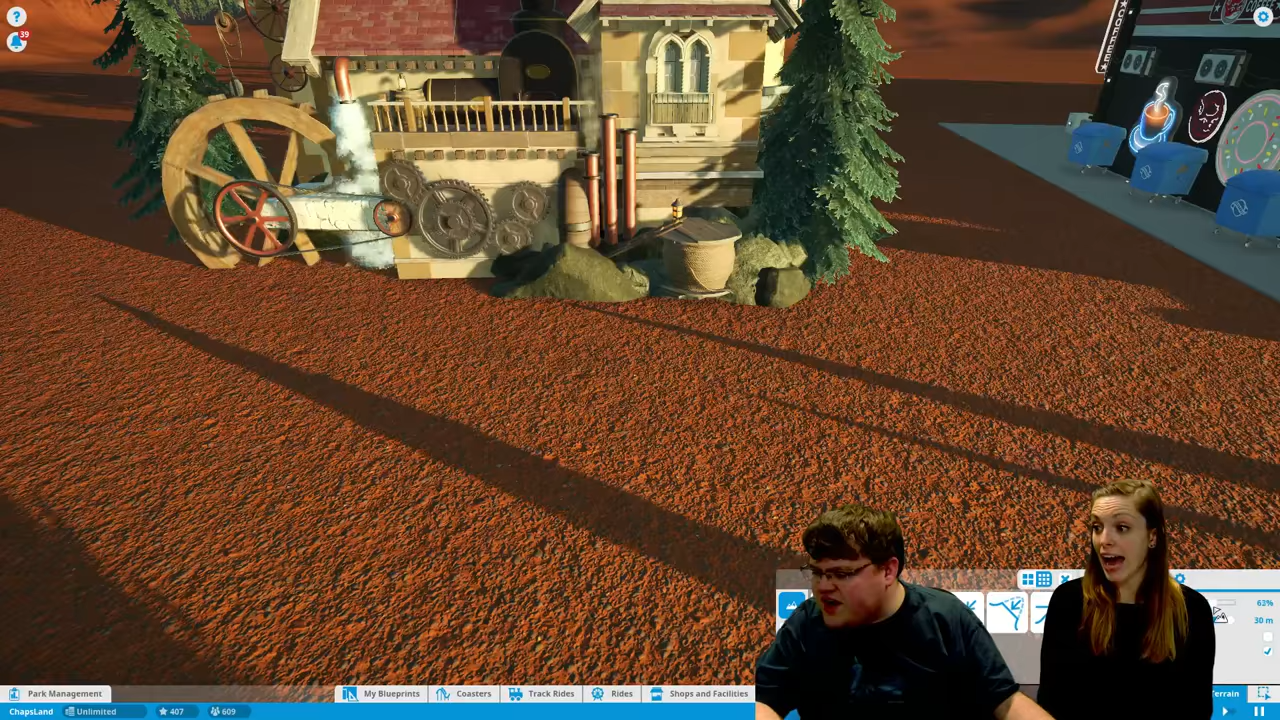 ?
39
COFFEE
63%
30 m
Park Management
My Blueprints
Coasters
Track Rides
Rides
Shops and Facilities
Terrain
ChapsLand
Unlimited
407
609